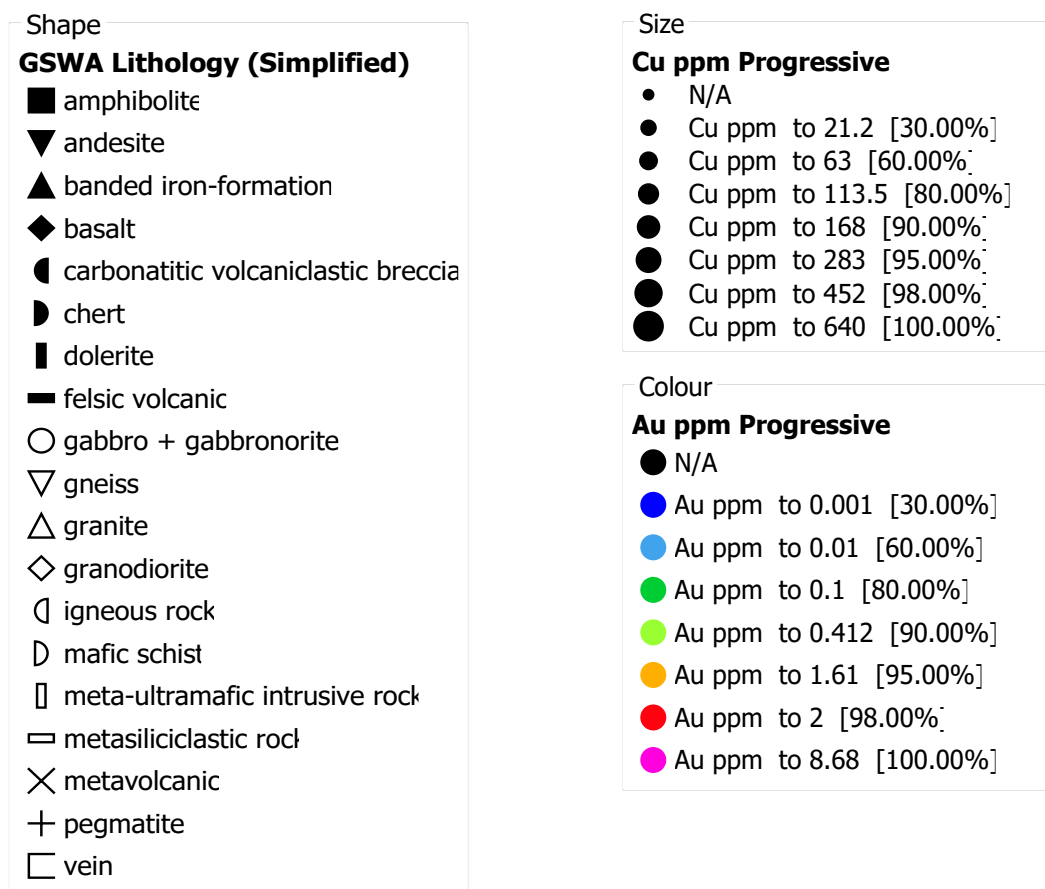 Shape
GSWA Lithology (Simplified)
amphibolite
andesite
banded iron-formation
basalt
carbonatitic volcaniclastic breccia
chert
dolerite
felsic volcanic
gabbro + gabbronorite
gneiss
granite
granodiorite
igneous rock
mafic schist
meta-ultramafic intrusive rock
metasiliciclastic rock
metavolcanic
pegmatite
vein
Size
Cu ppm Progressive
N/A
Cu ppm to 21.2 [30.00%]
Cu ppm to 63 [60.00%]
Cu ppm to 113.5 [80.00%]
Cu ppm to 168 [90.00%]
Cu ppm to 283 [95.00%]
Cu ppm to 452 [98.00%]
Cu ppm to 640 [100.00%]
Colour
Au ppm Progressive
N/A
Au ppm to 0.001 [30.00%]
Au ppm to 0.01 [60.00%]
Au ppm to 0.1 [80.00%]
Au ppm to 0.412 [90.00%]
Au ppm to 1.61 [95.00%]
Au ppm to 2 [98.00%]
Au ppm to 8.68 [100.00%]